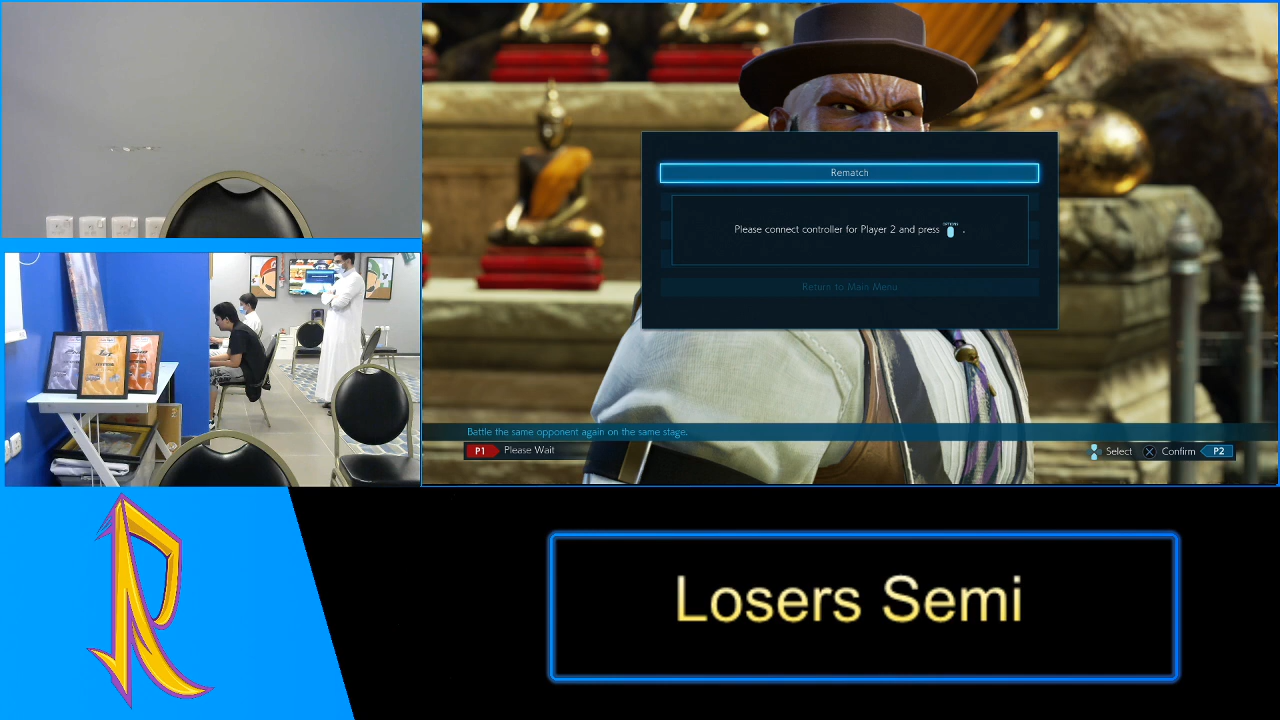 Rematch
Please connect controller for Player 2 and press OPTIONS .
Return to Main Menu
Battle the same opponent again on the same stage.
P1 Please Wait
Select Confirm P2
Losers Semi